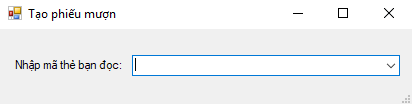 Tạo phiếu mượn
Nhập mã thẻ bạn đọc: